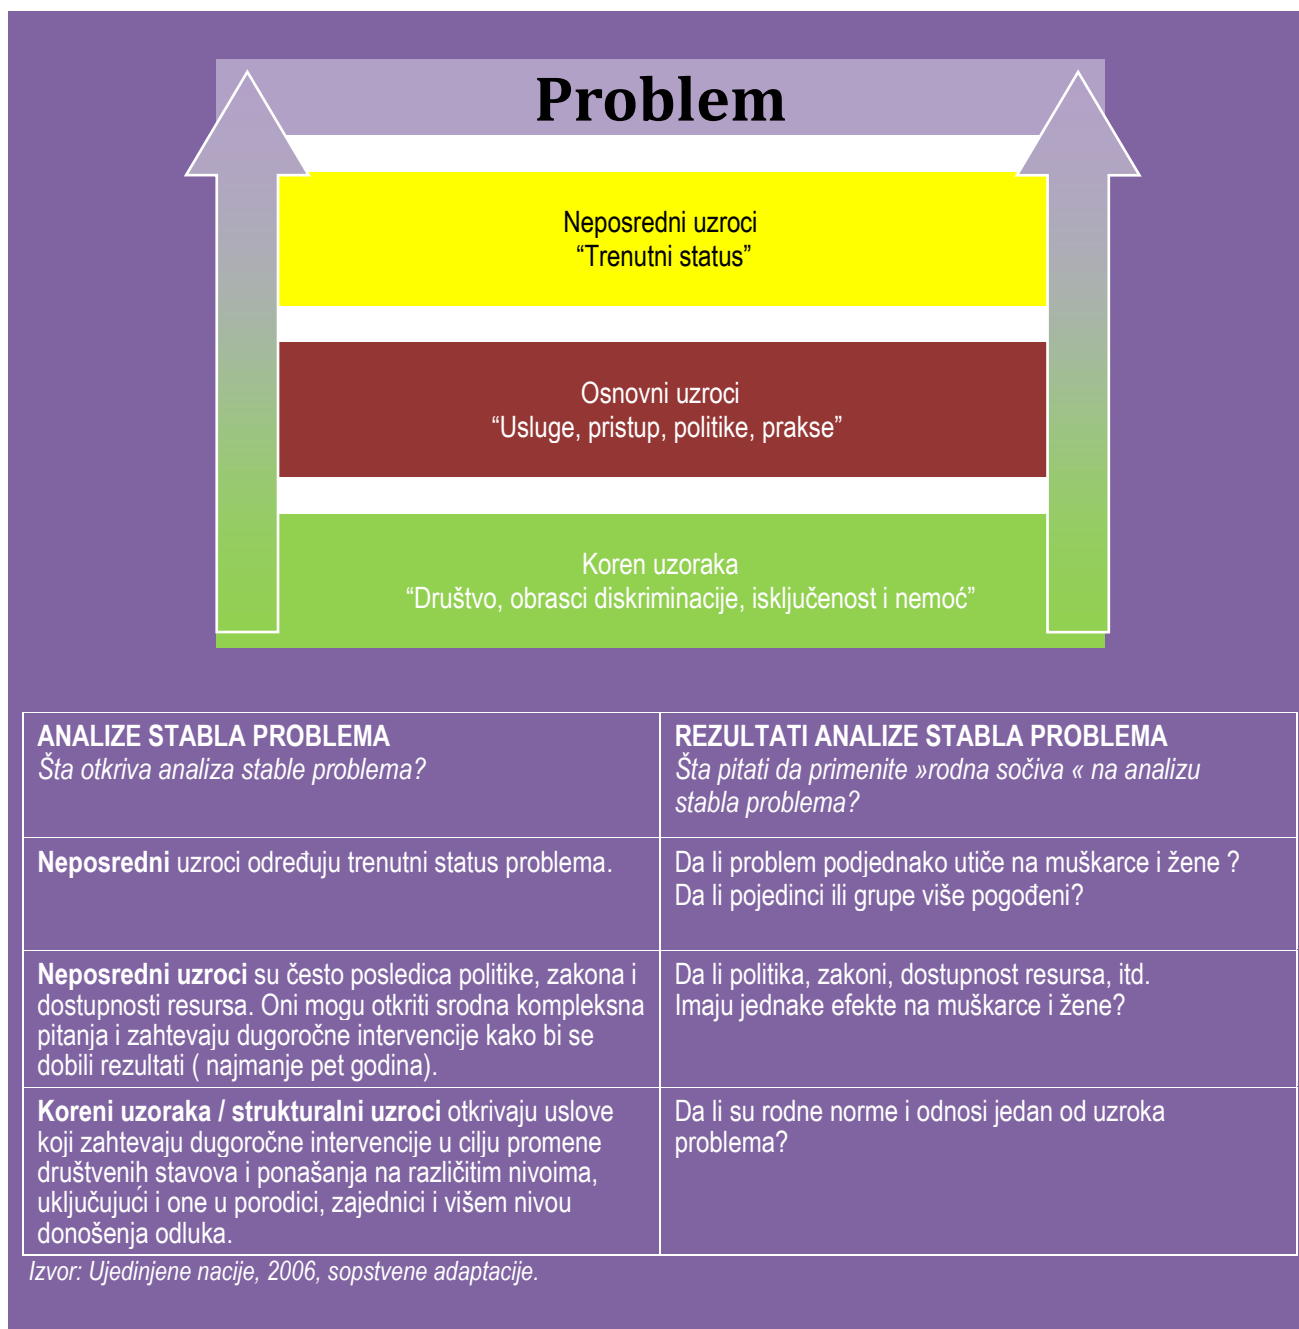 Problem
Neposredni uzroci
“Trenutni status”
Osnovni uzroci
“Usluge, pristup, politike, prakse”
Koren uzoraka
“Društvo, obrasci diskriminacije, isključenost i nemoć”
ANALIZE STABLA PROBLEMA
Šta otkriva analiza stable problema?
REZULTATI ANALIZE STABLA PROBLEMA
Šta pitati da primenite »rodna sočiva « na analizu
stabla problema?
Neposredni uzroci određuju trenutni status problema.
Da li problem podjednako utiče na muškarce i žene ?
Da li pojedinci ili grupe više pogođeni?
Neposredni uzroci su često posledica politike, zakona i
dostupnosti resursa. Oni mogu otkriti srodna kompleksna
pitanja i zahtevaju dugoročne intervencije kako bi se
dobili rezultati ( najmanje pet godina).
Da li politika, zakoni, dostupnost resursa, itd.
Imaju jednake efekte na muškarce i žene?
Koreni uzoraka / strukturalni uzroci otkrivaju uslove
koji zahtevaju dugoročne intervencije u cilju promene
društvenih stavova i ponašanja na različitim nivoima,
uključujući i one u porodici, zajednici i višem nivou
donošenja odluka.
Da li su rodne norme i odnosi jedan od uzroka
problema?
Izvor: Ujedinjene nacije, 2006, sopstvene adaptacije.